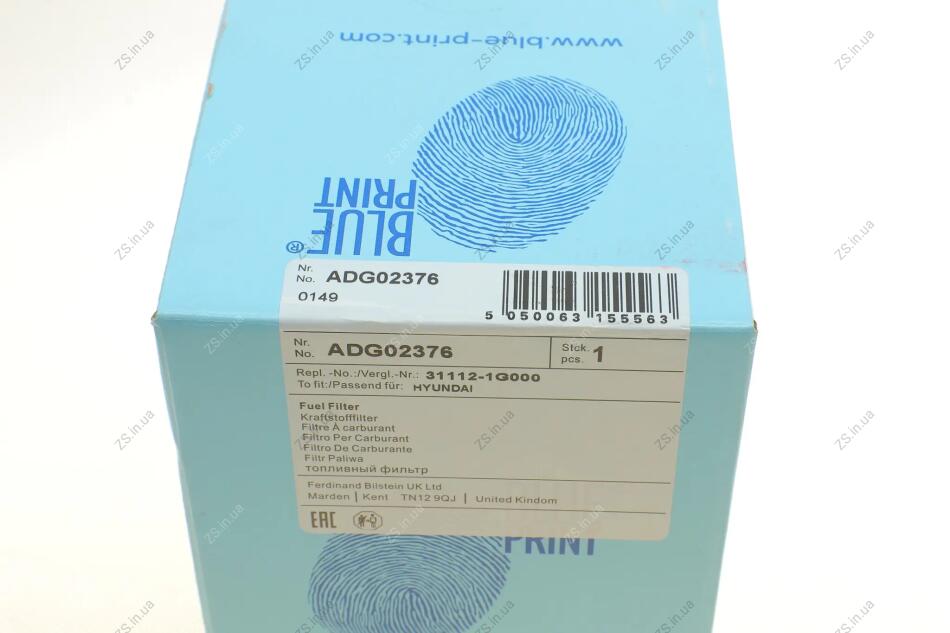 www.blue-print.com
BLUE
PRINT®
Nr.
No. ADG02376
0149
5 050063 155563
Nr.
No. ADG02376
Stck.
pcs. 1
Repl. -No.:/Vergl.-Nr.: 31112-1G000
To fit:/Passend für: HYUNDAI
Fuel Filter
Kraftstofffilter
Filtre À carburant
Filtro Per Carburant
Filtro De Carburante
Filtr Paliwa
топливный фильтр
Ferdinand Bilstein UK Ltd
Marden | Kent TN12 9QJ | United Kindom
EAC
BLUE
PRINT
ZS.in.ua